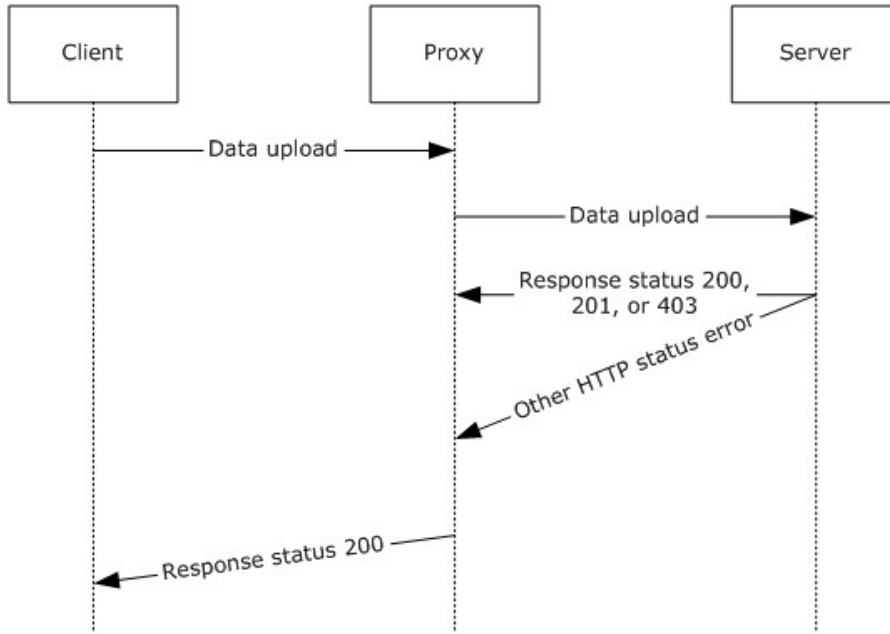 Client
Proxy
Server
Data upload
Data upload
Response status 200,
201, or 403
Other HTTP status error
Response status 200